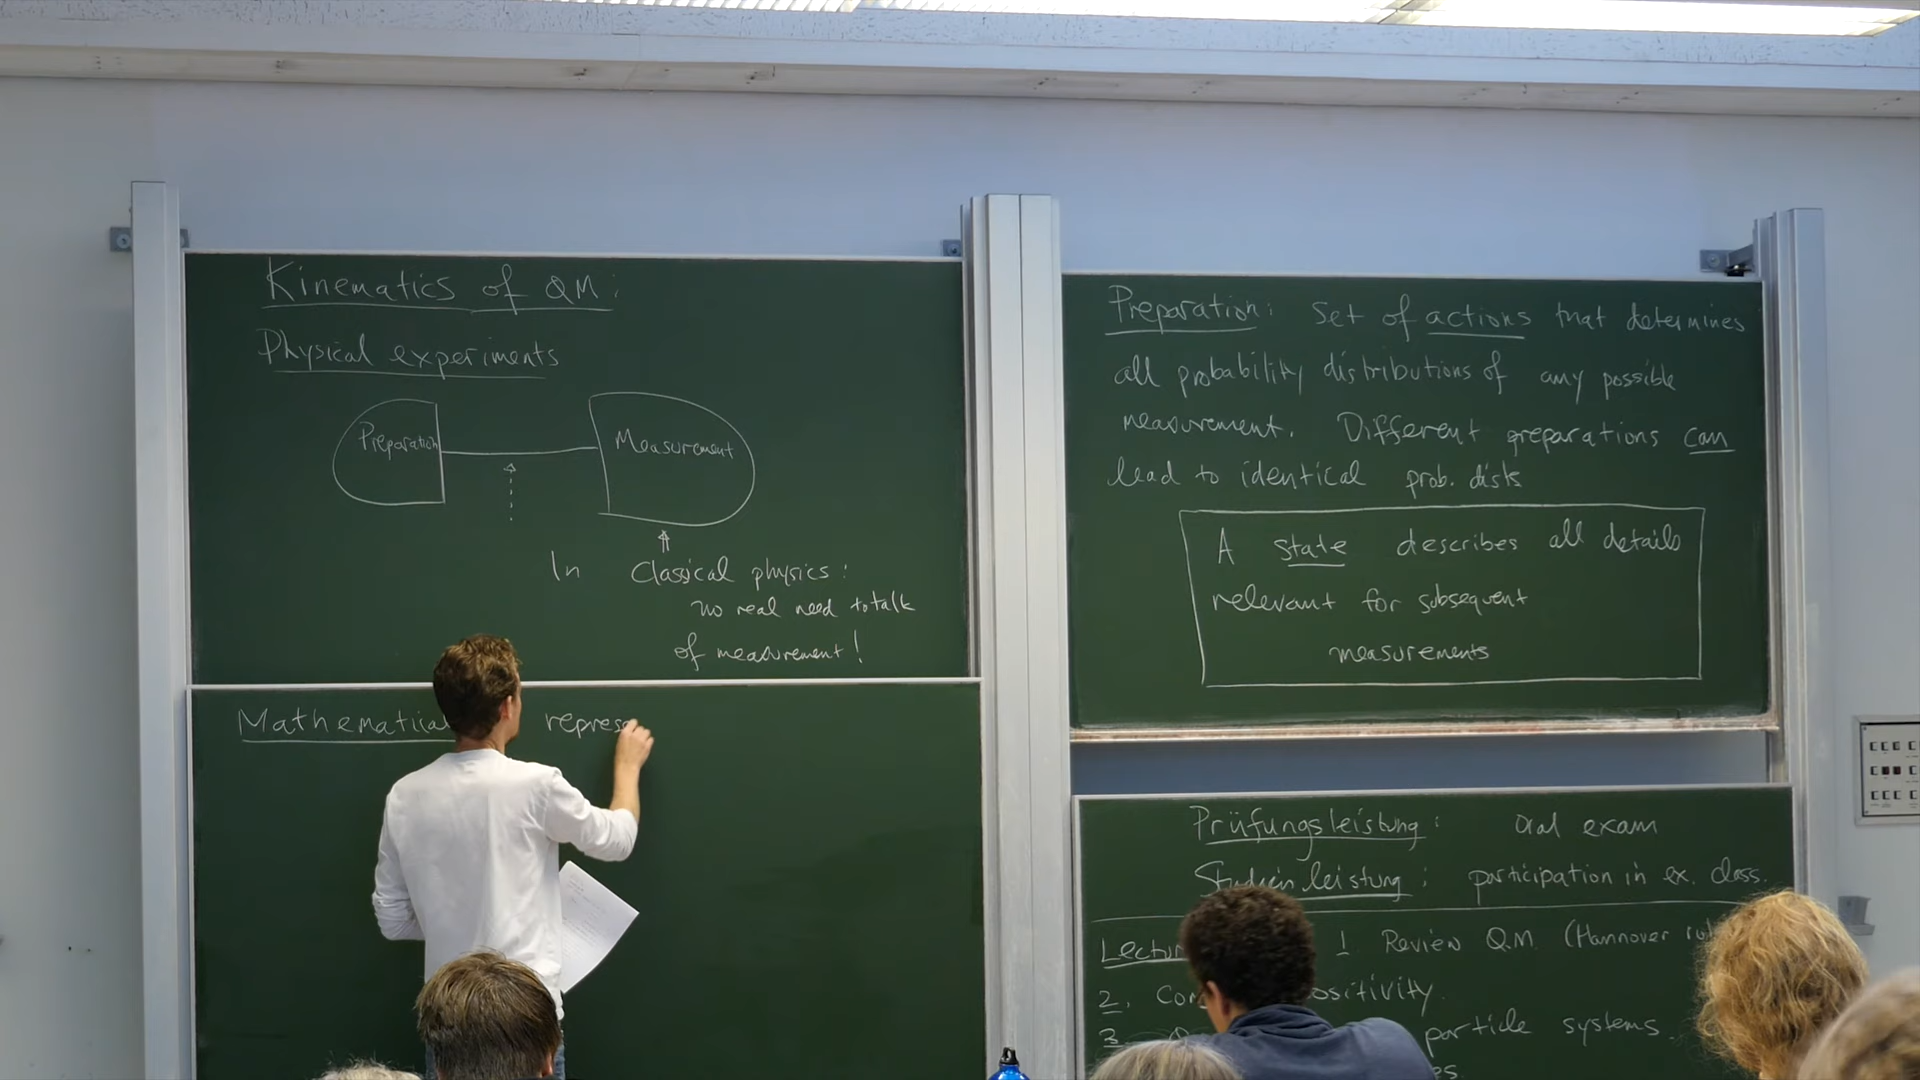 Kinematics of QM:
Physical experiments
Preparation
Measurement
In Classical physics:
no real need to talk
of measurement!
Mathematical repres
Preparation: Set of actions that determines
all probability distributions of any possible
measurement. Different preparations can
lead to identical prob. dists
A state describes all details
relevant for subsequent
measurements
Prüfungsleistung: oral exam
Studienleistung: participation in ex. class.
1 Review QM (Hannover
2.
3. particle systems.